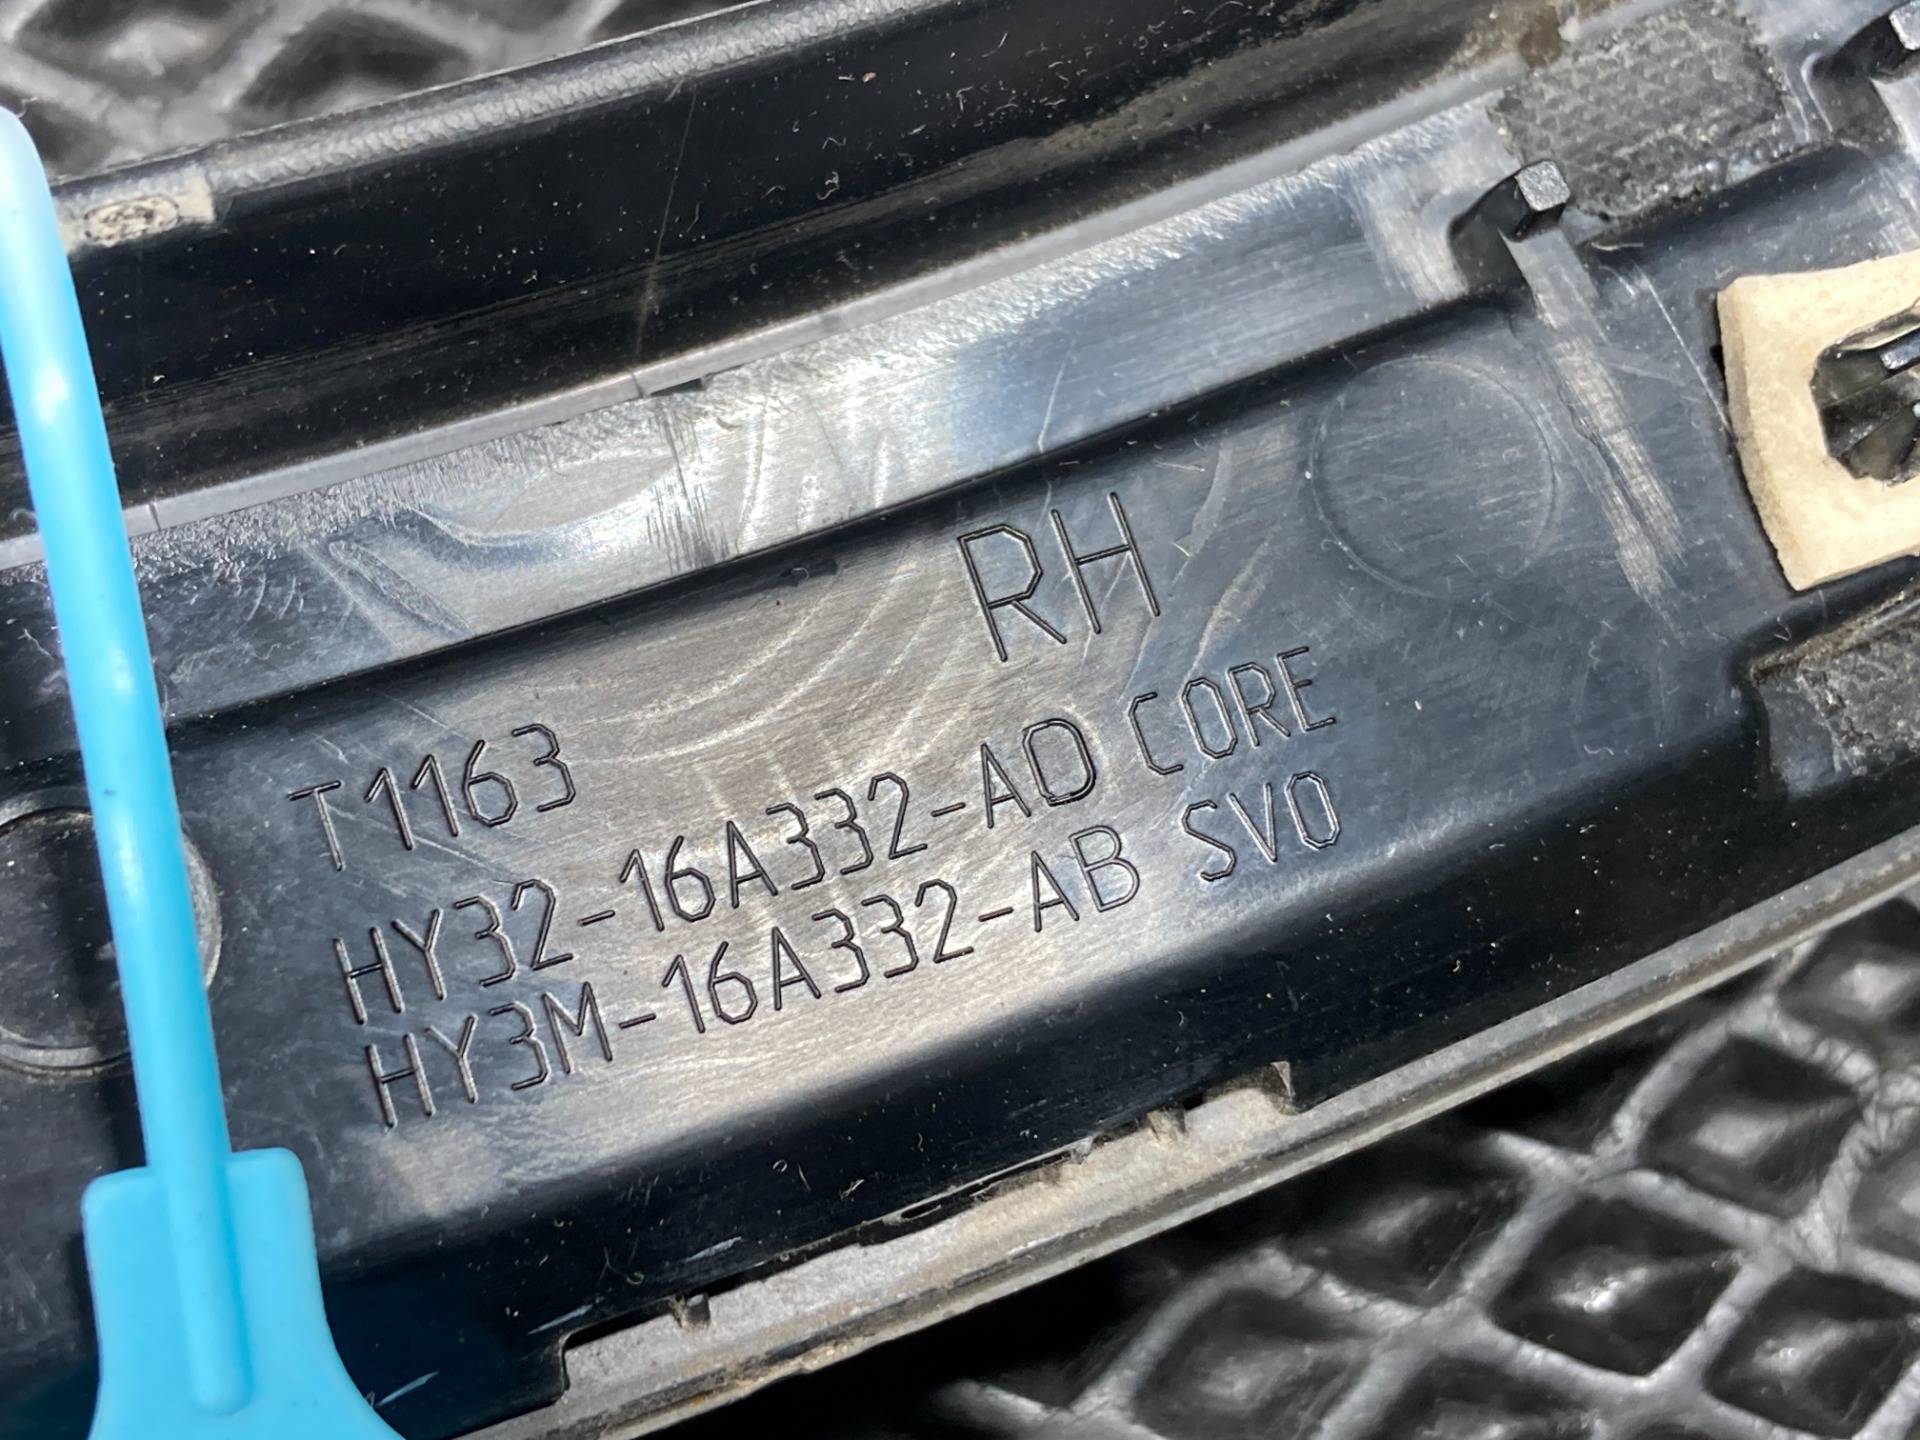 RH
T1163
HY32-16A332-AD CORE
HY3M-16A332-AB SVO